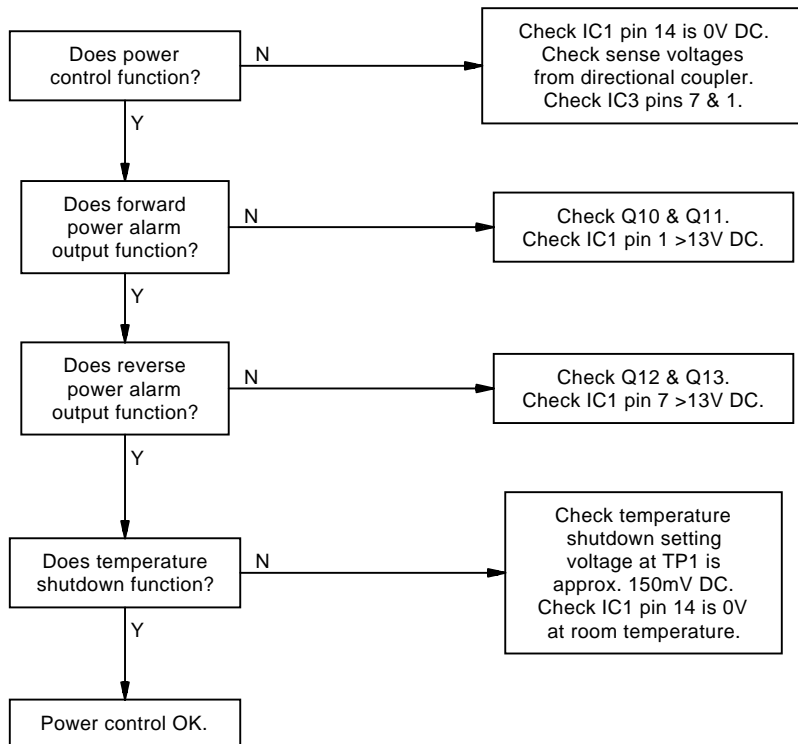 Does power
control function?
N
Check IC1 pin 14 is 0V DC.
Check sense voltages
from directional coupler.
Check IC3 pins 7 & 1.
Y
Does forward
power alarm
output function?
N
Check Q10 & Q11.
Check IC1 pin 1 >13V DC.
Y
Does reverse
power alarm
output function?
N
Check Q12 & Q13.
Check IC1 pin 7 >13V DC.
Y
Does temperature
shutdown function?
N
Check temperature
shutdown setting
voltage at TP1 is
approx. 150mV DC.
Check IC1 pin 14 is 0V
at room temperature.
Y
Power control OK.